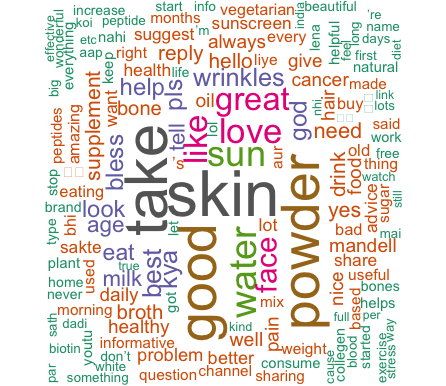 effective wonderful koi increase peptide start info vegetarian india beautiful 're
etc nahi months 'm sunscreen lena long name
big everything aap right suggest always every helpful feel days diet
keep reply hello give first natural
health life wrinkles liye cancer made
help pls great god hair link
peptides amazing supplement want bone tell like oil love need buy lots
bless lol sun nhi said work
's aur old free
stop eating take skin drink food thing watch
brand look age yes advice sugar still
type bhi let lot bad mai
sakte kya face powder mandell
plant eat good water share
home used true best got nice based useful
never milk mix bones
morning daily broth pain full helps
sath dadi healthy kind well weight per
youtu informative collagen blood started exercise stress way
biotin don't problem better consume cause
par white question channel sharing
something